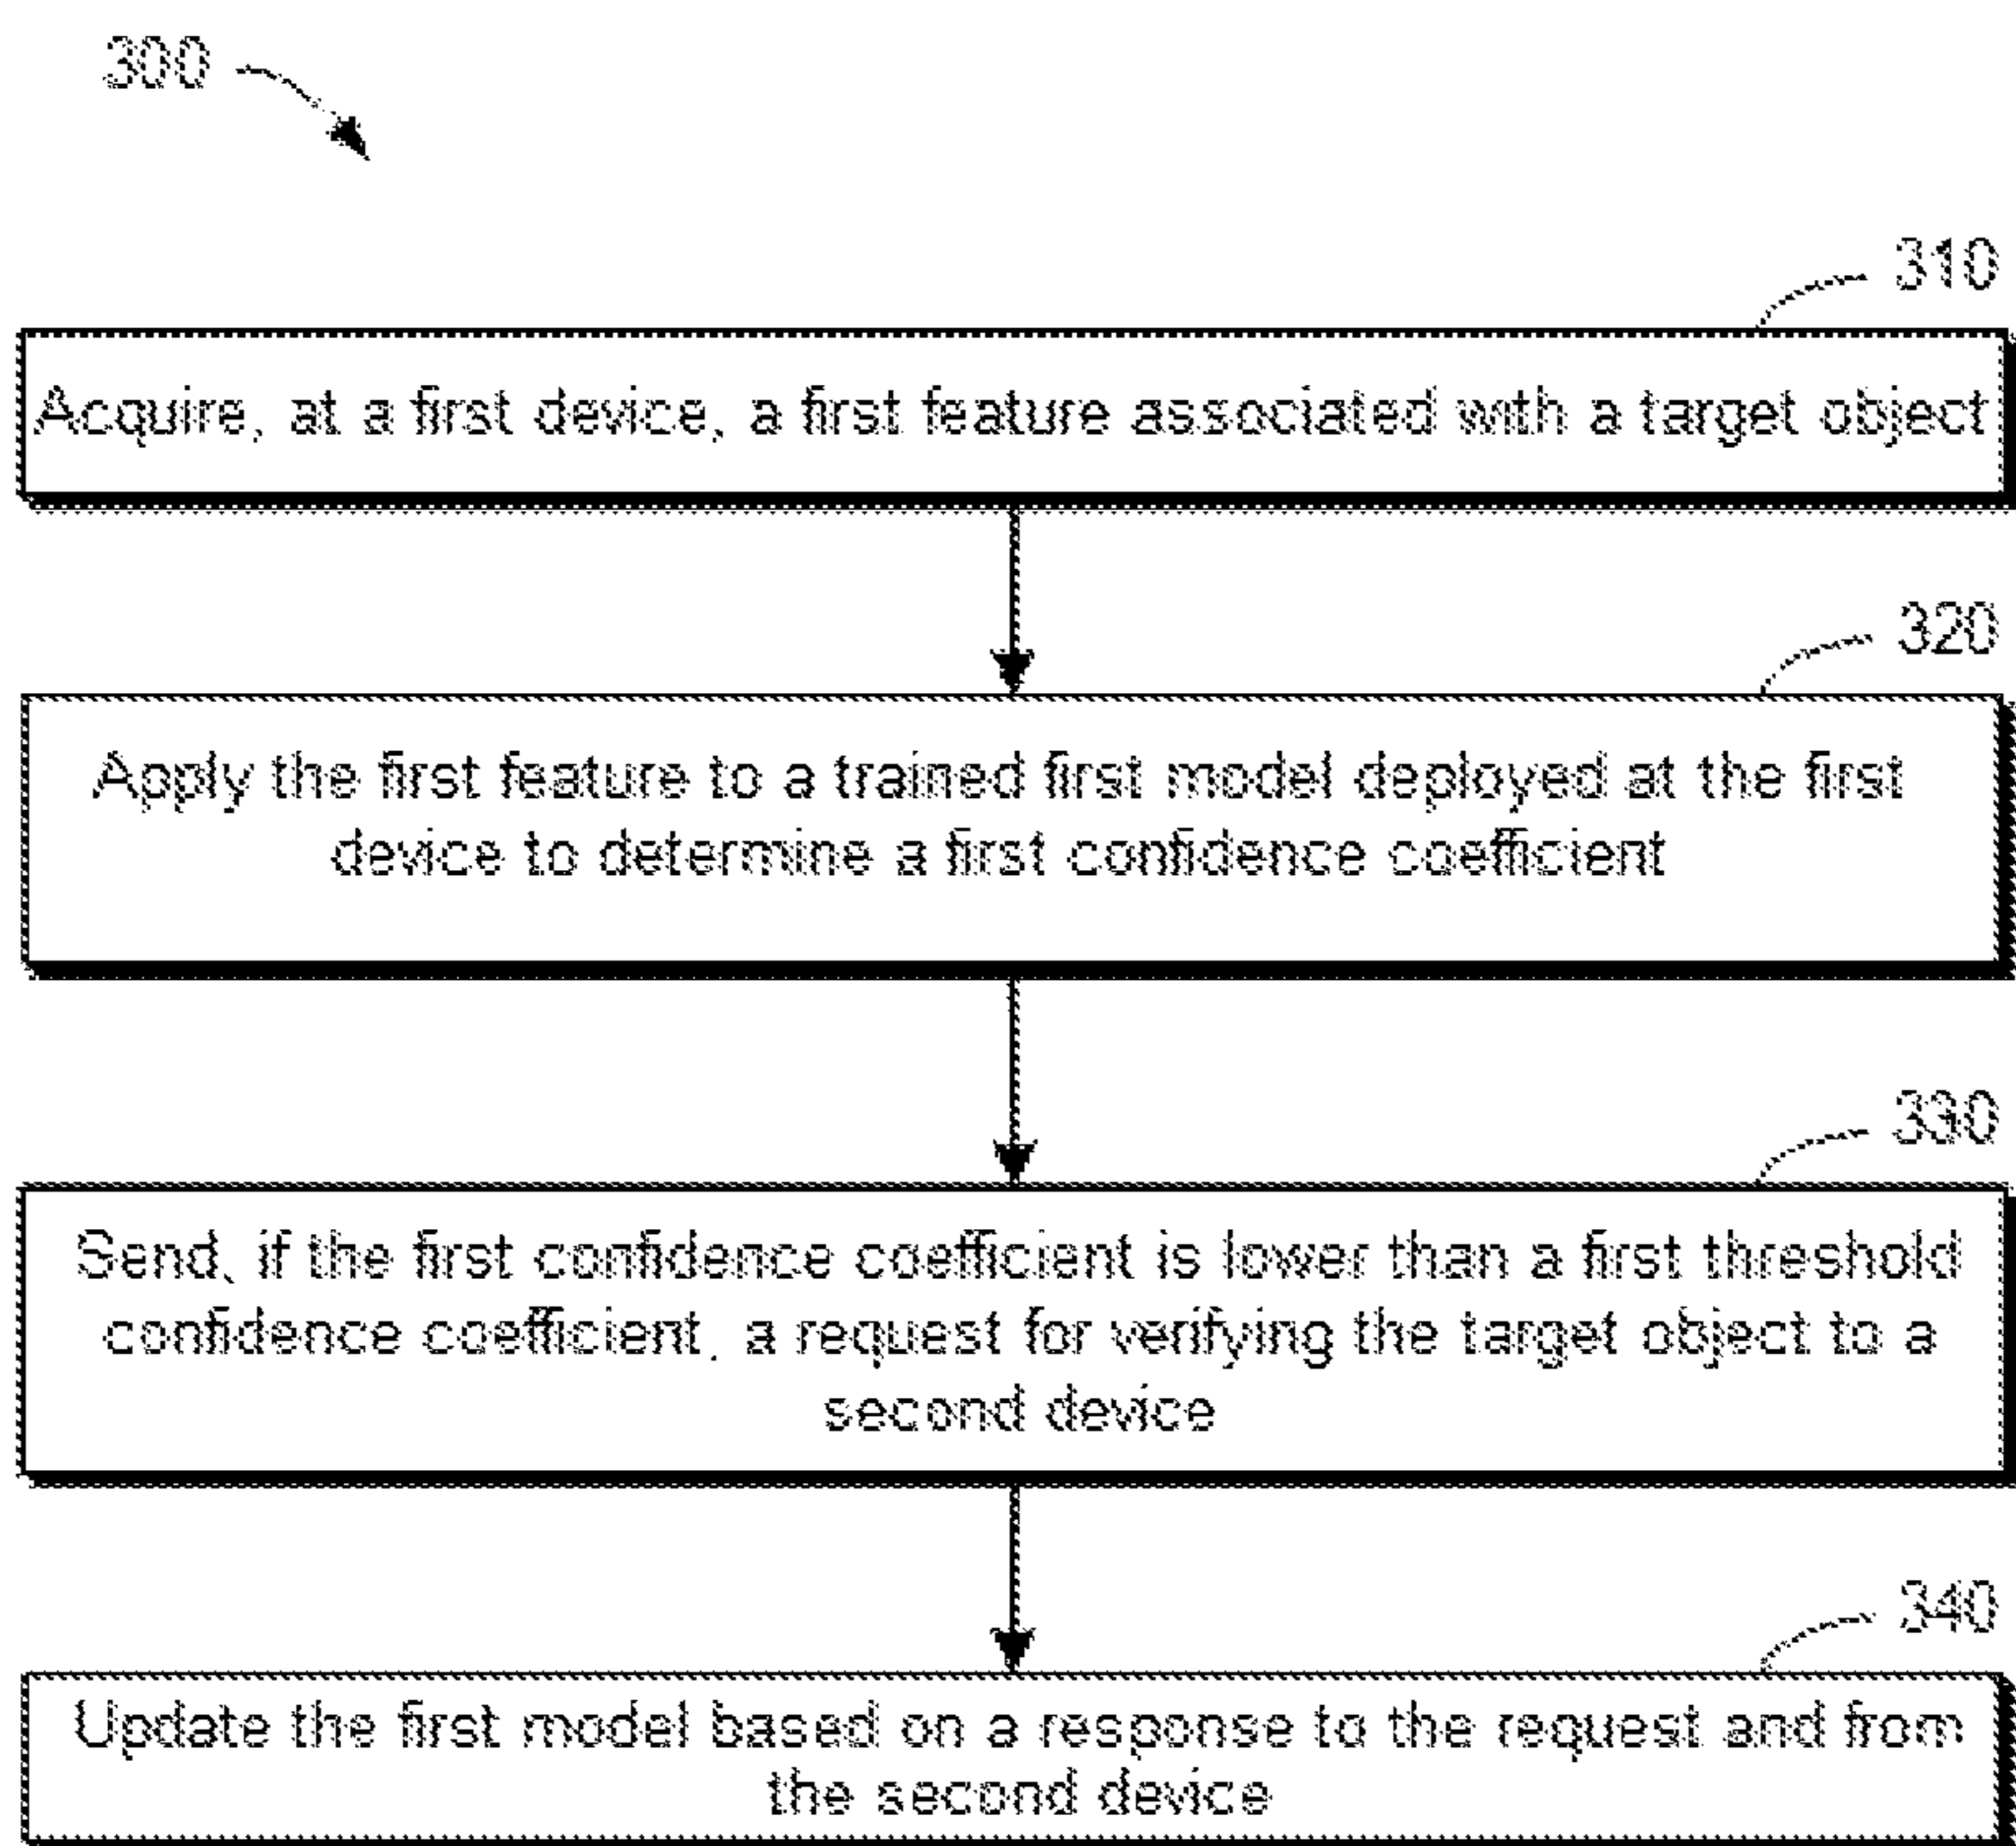 300
310
Acquire, at a first device, a first feature associated with a target object
320
Apply the first feature to a trained first model deployed at the first
device to determine a first confidence coefficient
330
Send, if the first confidence coefficient is lower than a first threshold
confidence coefficient, a request for verifying the target object to a
second device
340
Update the first model based on a response to the request and from
the second device